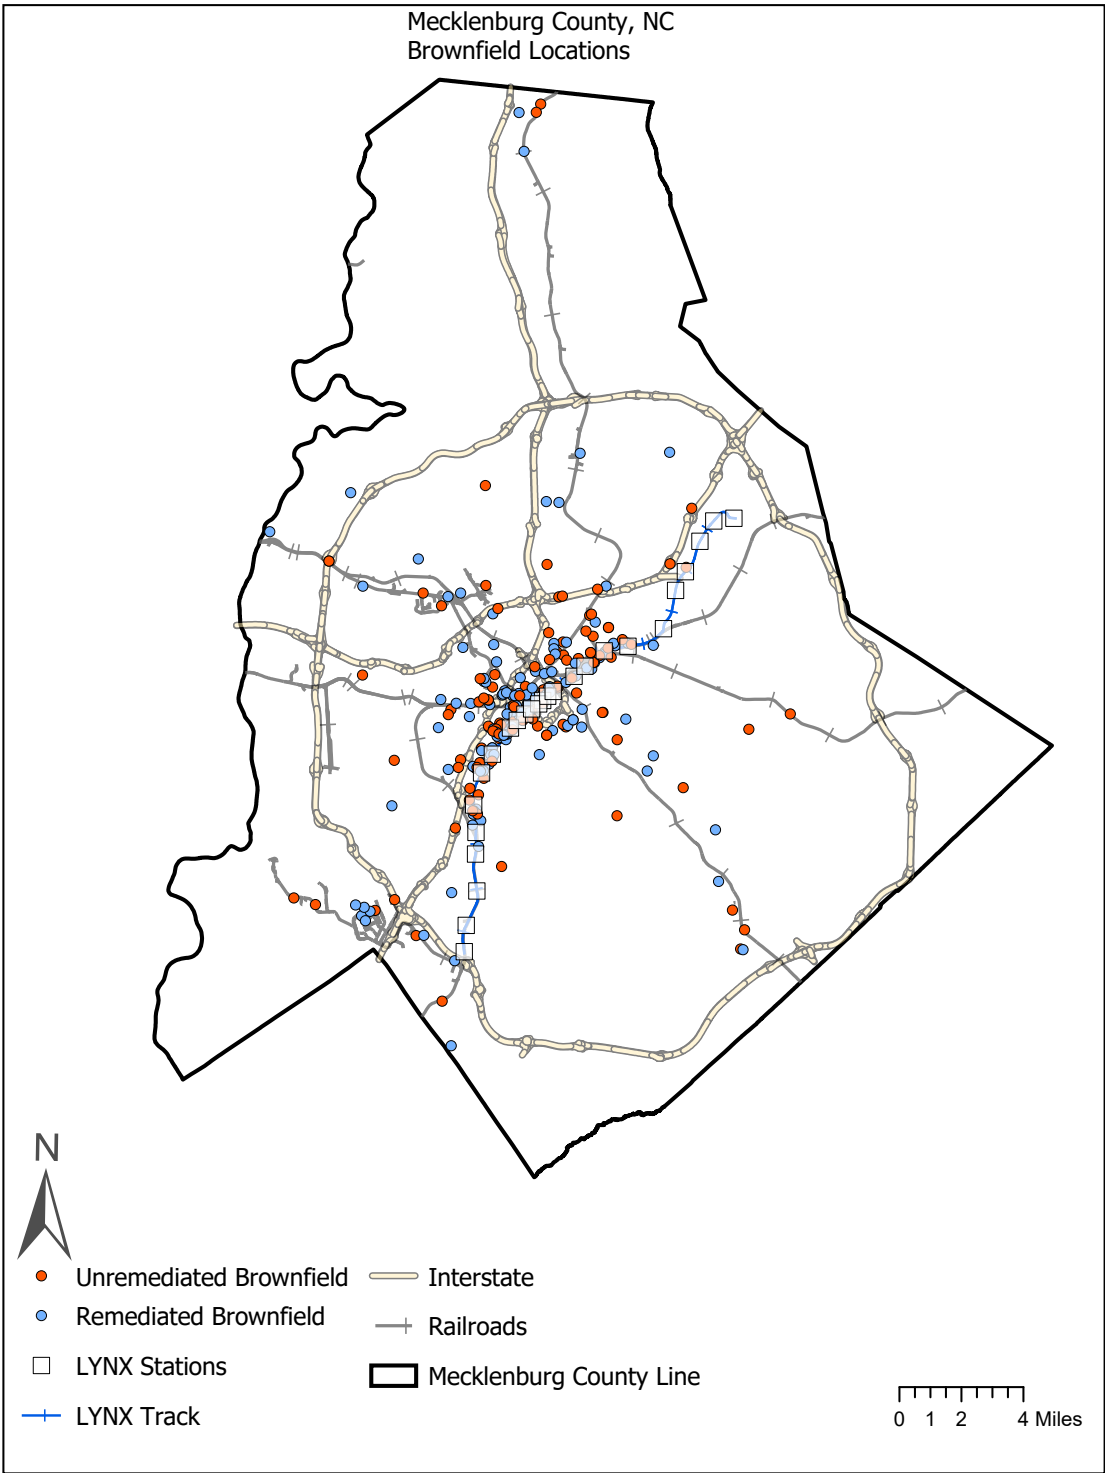 Mecklenburg County, NC
Brownfield Locations
N
Unremediated Brownfield
Remediated Brownfield
LYNX Stations
LYNX Track
Interstate
Railroads
Mecklenburg County Line
0 1 2 4 Miles